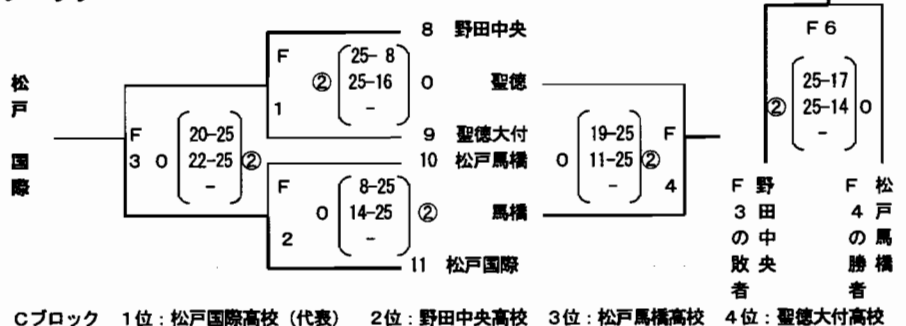 8 野田中央
F 6
F 1 ② 25- 8 0
25-16
-
聖徳
9 聖徳大付
松戸国際
F 3 0 20-25 ②
22-25
-
10 松戸馬橋
F 2 0 8-25 ②
14-25
-
馬橋
11 松戸国際
0 19-25 ② F 4
11-25
-
② 25-17 0
25-14
-
F3の敗者 野田中央
F4の勝者 松戸馬橋
Cブロック 1位：松戸国際高校（代表） 2位：野田中央高校 3位：松戸馬橋高校 4位：聖徳大付高校